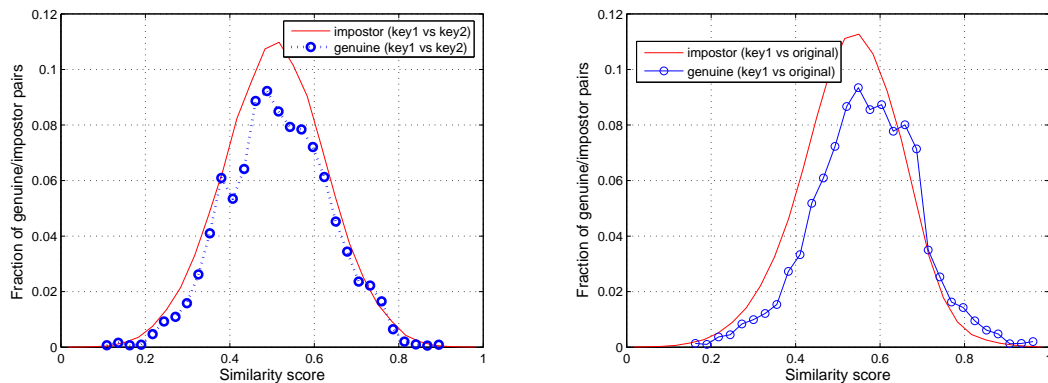 impostor (key1 vs key2)
genuine (key1 vs key2)
Fraction of genuine/impostor pairs
0.12
0.1
0.08
0.06
0.04
0.02
0
0 0.2 0.4 0.6 0.8 1
Similarity score
impostor (key1 vs original)
genuine (key1 vs original)
Fraction of genuine/impostor pairs
0.12
0.1
0.08
0.06
0.04
0.02
0
0 0.2 0.4 0.6 0.8 1
Similarity score